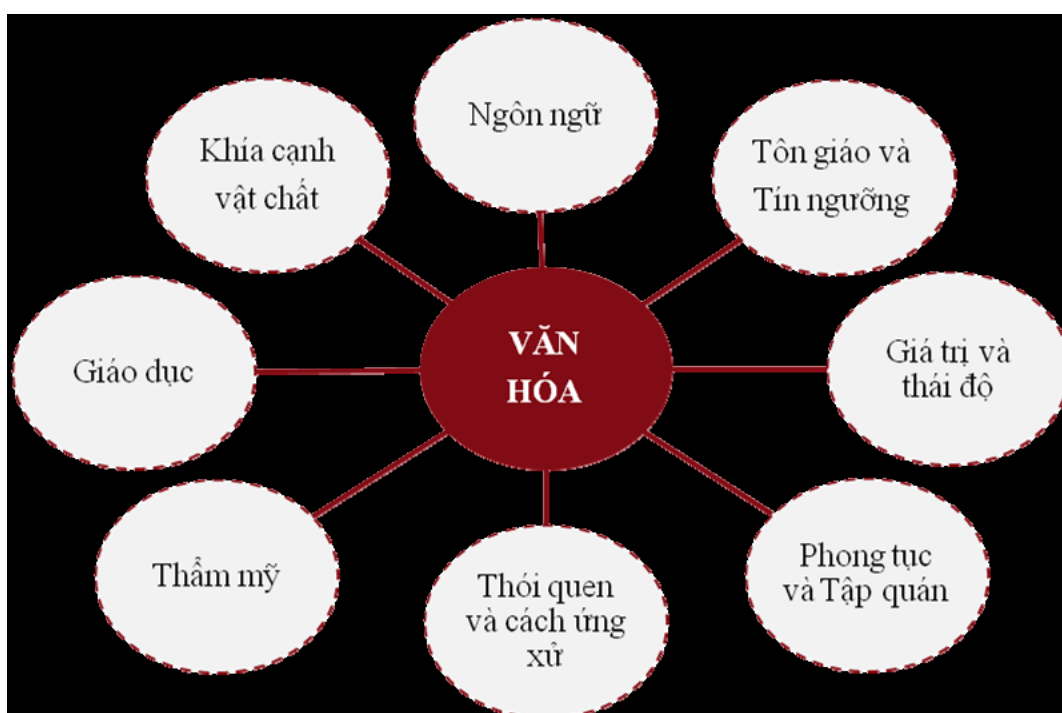 Ngôn ngữ
Khía cạnh
vật chất
Tôn giáo và
Tín ngưỡng
VĂN
HÓA
Giáo dục
Giá trị và
thái độ
Thẩm mỹ
Thói quen
và cách ứng
xử
Phong tục
và Tập quán